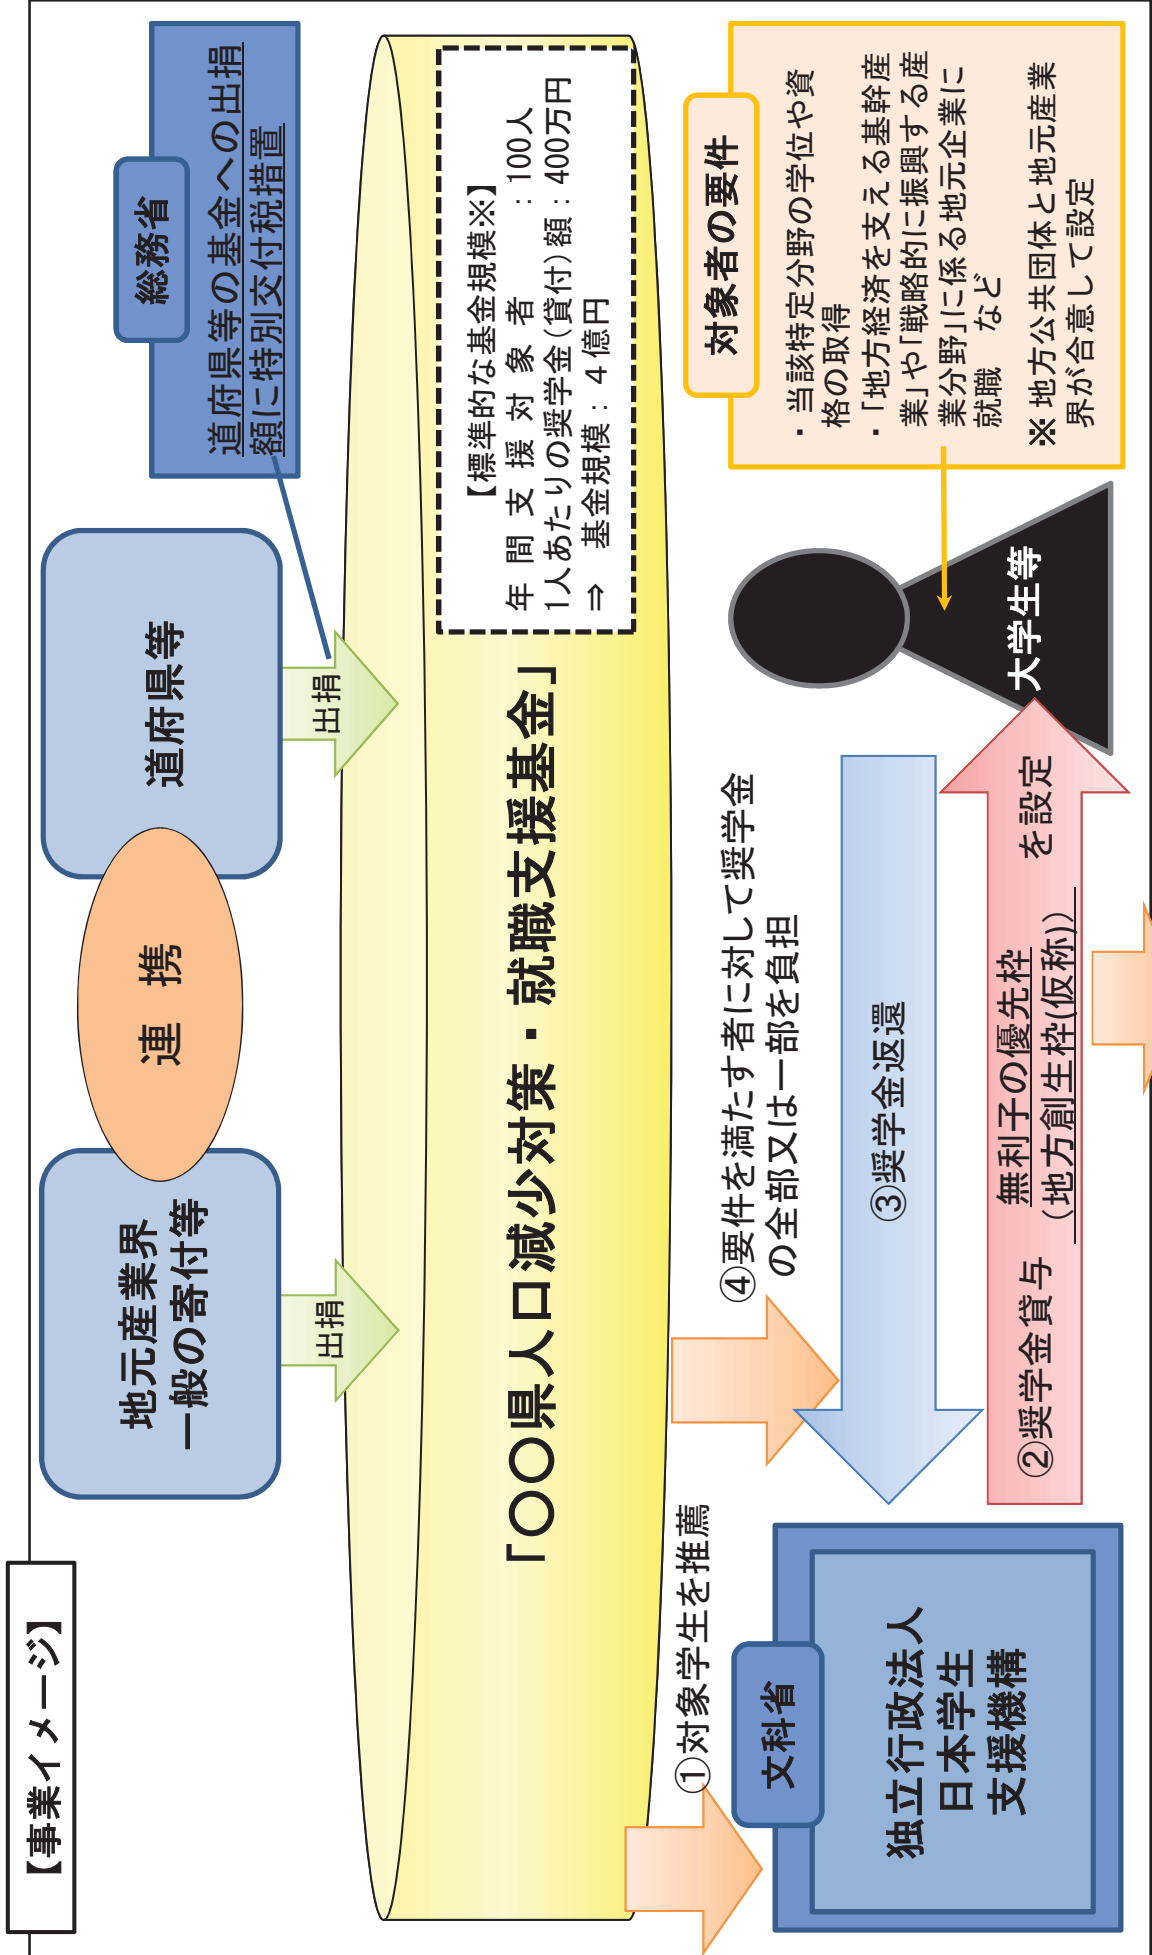 【事業イメージ】
地元産業界
一般の寄付等
連　携
道府県等
総務省
道府県等の基金への出捐
額に特別交付税措置
出捐
出捐
「〇〇県人口減少対策・就職支援基金」
【標準的な基金規模※】
年間支援対象者：100人
1人あたりの奨学金（貸付）額：400万円
⇒　基金規模：4億円
①対象学生を推薦
④要件を満たす者に対して奨学金
の全部又は一部を負担
文科省
独立行政法人
日本学生
支援機構
③奨学金返還
②奨学金貸与
無利子の優先枠
（地方創生枠(仮称)）
を設定
大学生等
対象者の要件
・当該特定分野の学位や資
格の取得
・「地方経済を支える基幹産
業」や「戦略的に振興する産
業分野」に係る地元企業に
就職　など
※ 地方公共団体と地元産業
界が合意して設定